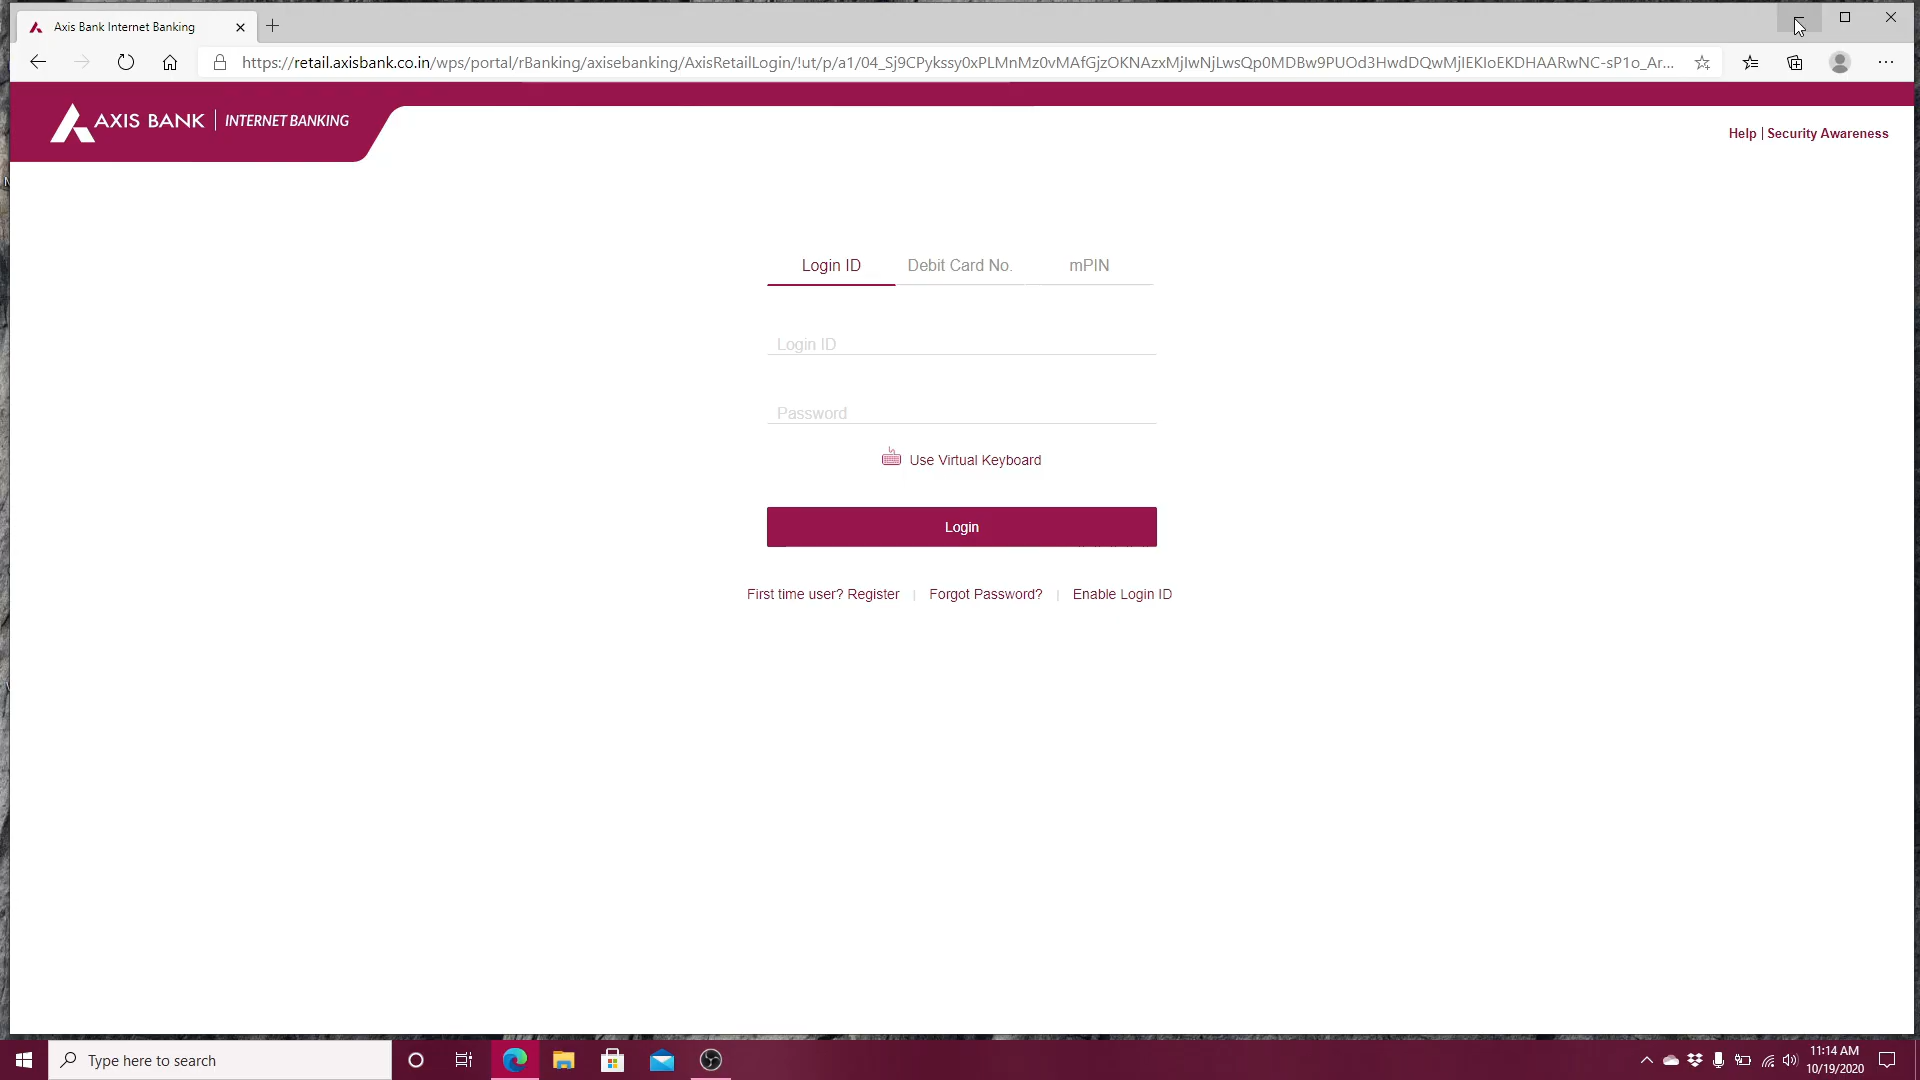 Axis Bank Internet Banking
https://retail.axisbank.co.in/wps/portal/rBanking/axisebanking/AxisRetailLogin/!ut/p/a1/04_Sj9CPykssy0xPLMnMz0vMAfGjzOKNAzxMjIwNjLwsQp0MDBw9PUOd3HwdDQwMjIEKIoEKDHAARwNC-sP1o_Ar...
AXIS BANK | INTERNET BANKING
Help | Security Awareness
Login ID Debit Card No. mPIN
Login ID
Password
Use Virtual Keyboard
Login
First time user? Register | Forgot Password? | Enable Login ID
Type here to search
11:14 AM
10/19/2020